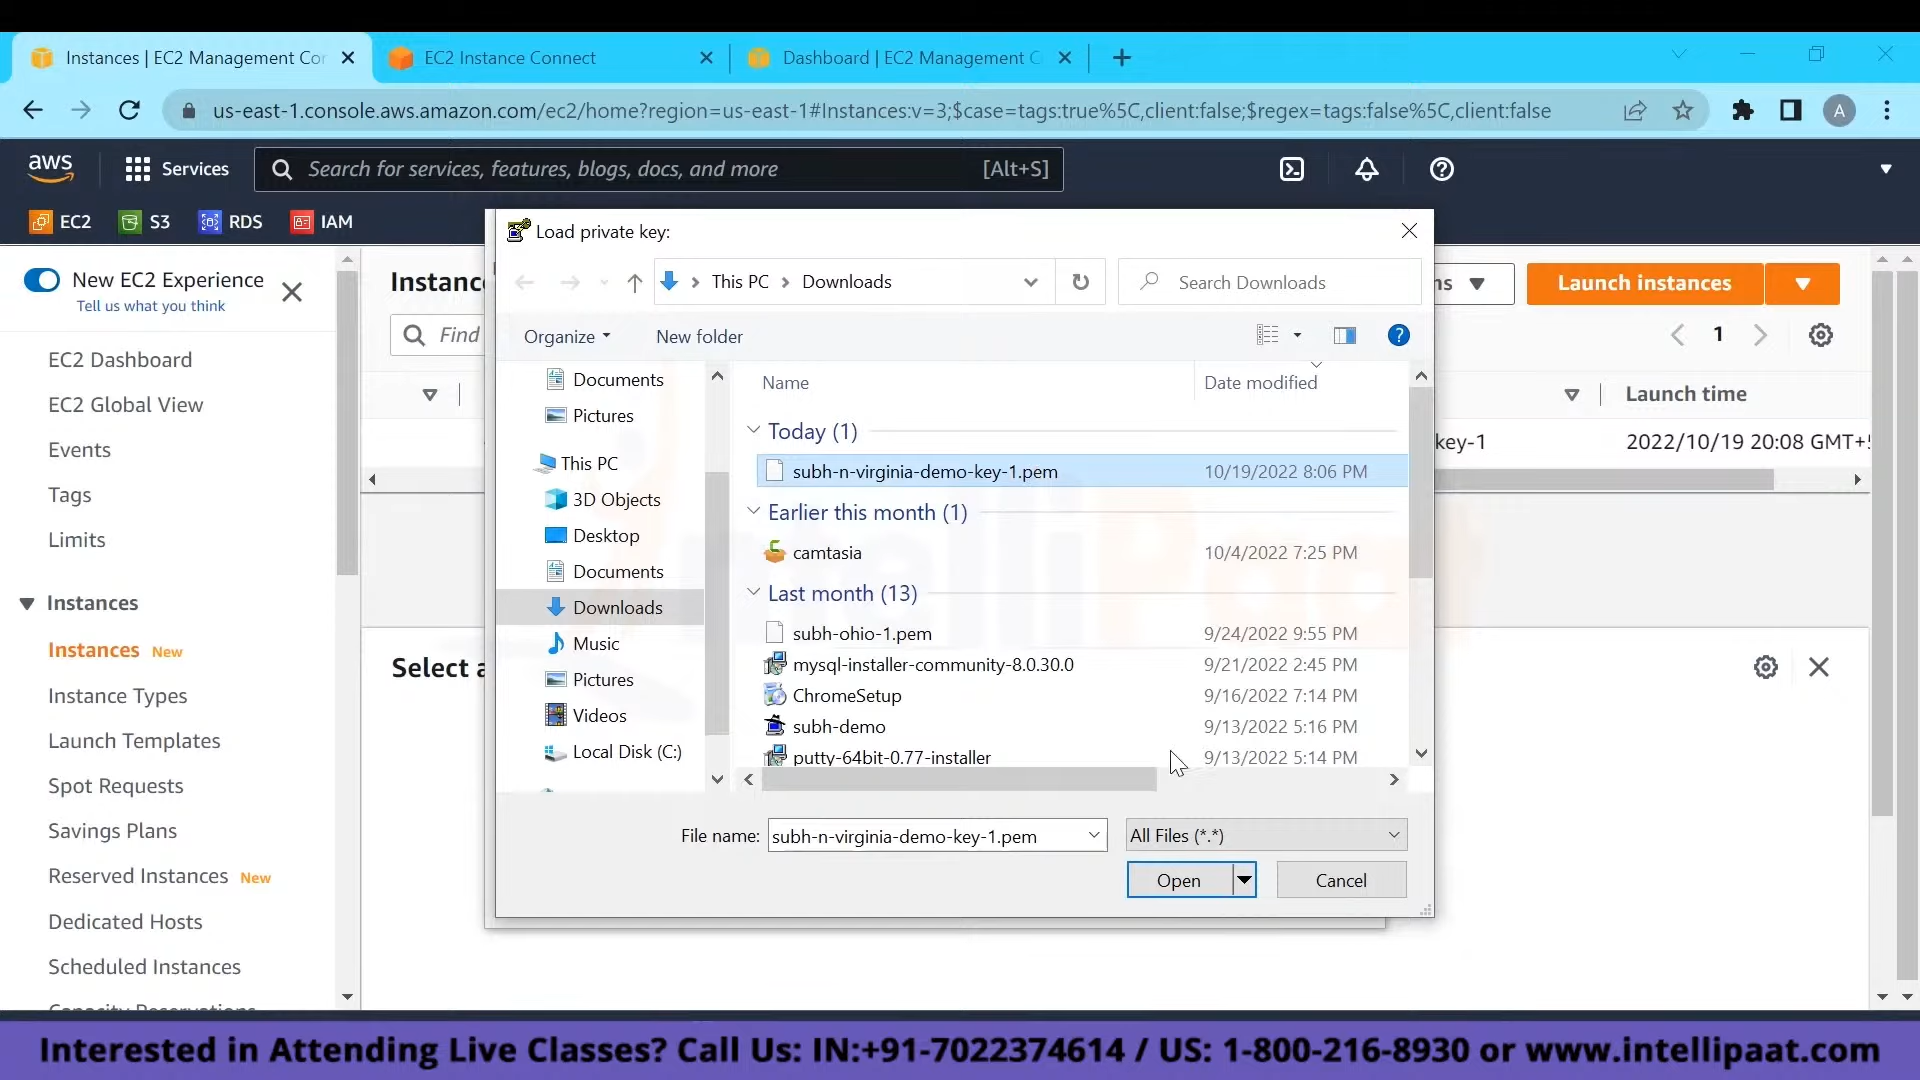 Instances | EC2 Management Cor
EC2 Instance Connect
Dashboard | EC2 Management C
us-east-1.console.aws.amazon.com/ec2/home?region=us-east-1#Instances:v=3;$case=tags:true%5C,client:false;$regex=tags:false%5C,client:false
A
aws
Services
Search for services, features, blogs, docs, and more
[Alt+S]
EC2
S3
RDS
IAM
New EC2 Experience
Tell us what you think
EC2 Dashboard
EC2 Global View
Events
Tags
Limits
Instances
Instances New
Instance Types
Launch Templates
Spot Requests
Savings Plans
Reserved Instances New
Dedicated Hosts
Scheduled Instances
Capacity Reservations
Instanc
Find
Select a
ns
Launch instances
1
Launch time
key-1
2022/10/19 20:08 GMT+5
Load private key:
This PC
Downloads
Search Downloads
Organize
New folder
?
Documents
Pictures
This PC
3D Objects
Desktop
Documents
Downloads
Music
Pictures
Videos
Local Disk (C:)
Name
Date modified
Today (1)
subh-n-virginia-demo-key-1.pem 10/19/2022 8:06 PM
Earlier this month (1)
camtasia 10/4/2022 7:25 PM
Last month (13)
subh-ohio-1.pem 9/24/2022 9:55 PM
mysql-installer-community-8.0.30.0 9/21/2022 2:45 PM
ChromeSetup 9/16/2022 7:14 PM
subh-demo 9/13/2022 5:16 PM
putty-64bit-0.77-installer 9/13/2022 5:14 PM
File name: subh-n-virginia-demo-key-1.pem
All Files (*.*)
Open
Cancel
Interested in Attending Live Classes? Call Us: IN:+91-7022374614 / US: 1-800-216-8930 or www.intellipaat.com